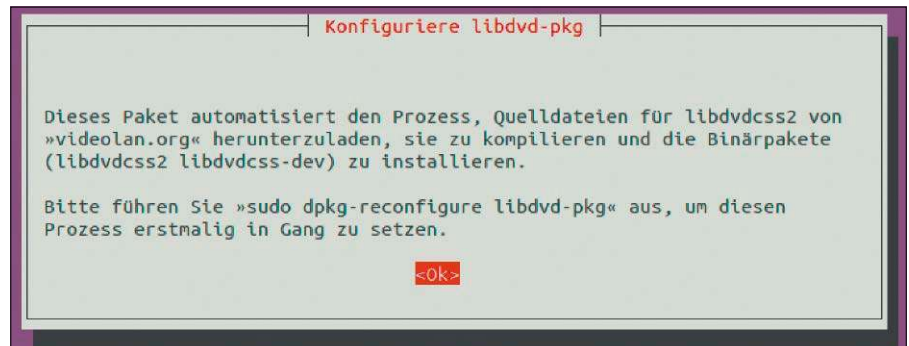 Konfiguriere libdvd-pkg
Dieses Paket automatisiert den Prozess, Quelldateien für libdvdcss2 von
»videolan.org« herunterzuladen, sie zu kompilieren und die Binärpakete
(libdvdcss2 libdvdcss-dev) zu installieren.
Bitte führen Sie »sudo dpkg-reconfigure libdvd-pkg« aus, um diesen
Prozess erstmalig in Gang zu setzen.
<Ok>